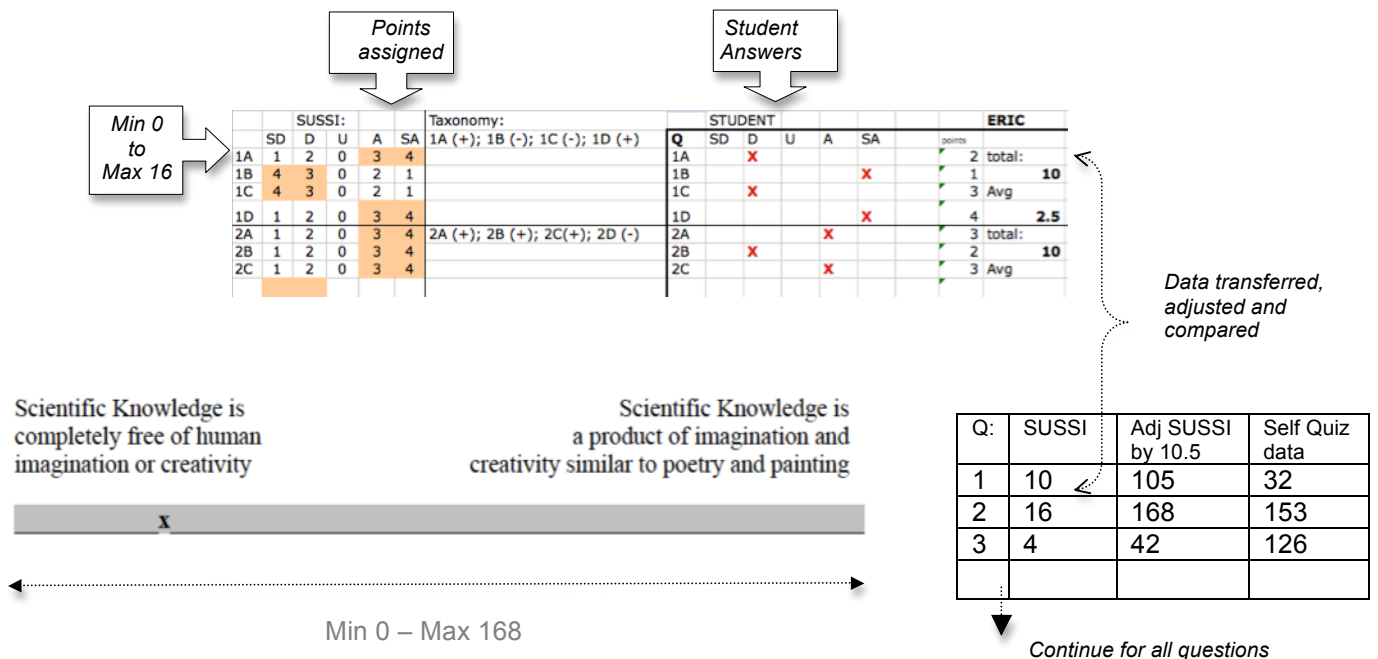 Points
assigned
Student
Answers
Min 0
to
Max 16
SUSSI: Taxonomy: STUDENT ERIC
SD D U A SA 1A (+); 1B (-); 1C (-); 1D (+) Q SD D U A SA points
1A 1 2 0 3 4 1A X 2 total:
1B 4 3 0 2 1 1B X 1 10
1C 4 3 0 2 1 1C X 3 Avg
1D 1 2 0 3 4 1D X 4 2.5
2A 1 2 0 3 4 2A (+); 2B (+); 2C(+); 2D (-) 2A X 3 total:
2B 1 2 0 3 4 2B X 2 10
2C 1 2 0 3 4 2C X 3 Avg
Data transferred,
adjusted and
compared
Scientific Knowledge is
completely free of human
imagination or creativity
Scientific Knowledge is
a product of imagination and
creativity similar to poetry and painting
x
Min 0 – Max 168
Q: SUSSI Adj SUSSI Self Quiz
by 10.5 data
1 10 105 32
2 16 168 153
3 4 42 126
Continue for all questions